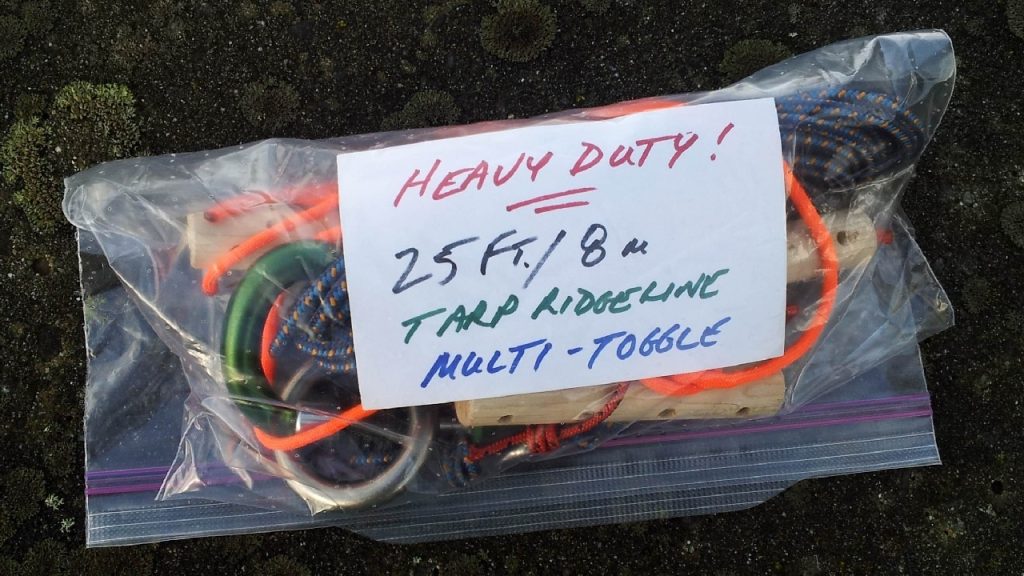 HEAVY DUTY!
25 FT. / 8 m
TARP RIDGELINE
MULTI-TOGGLE